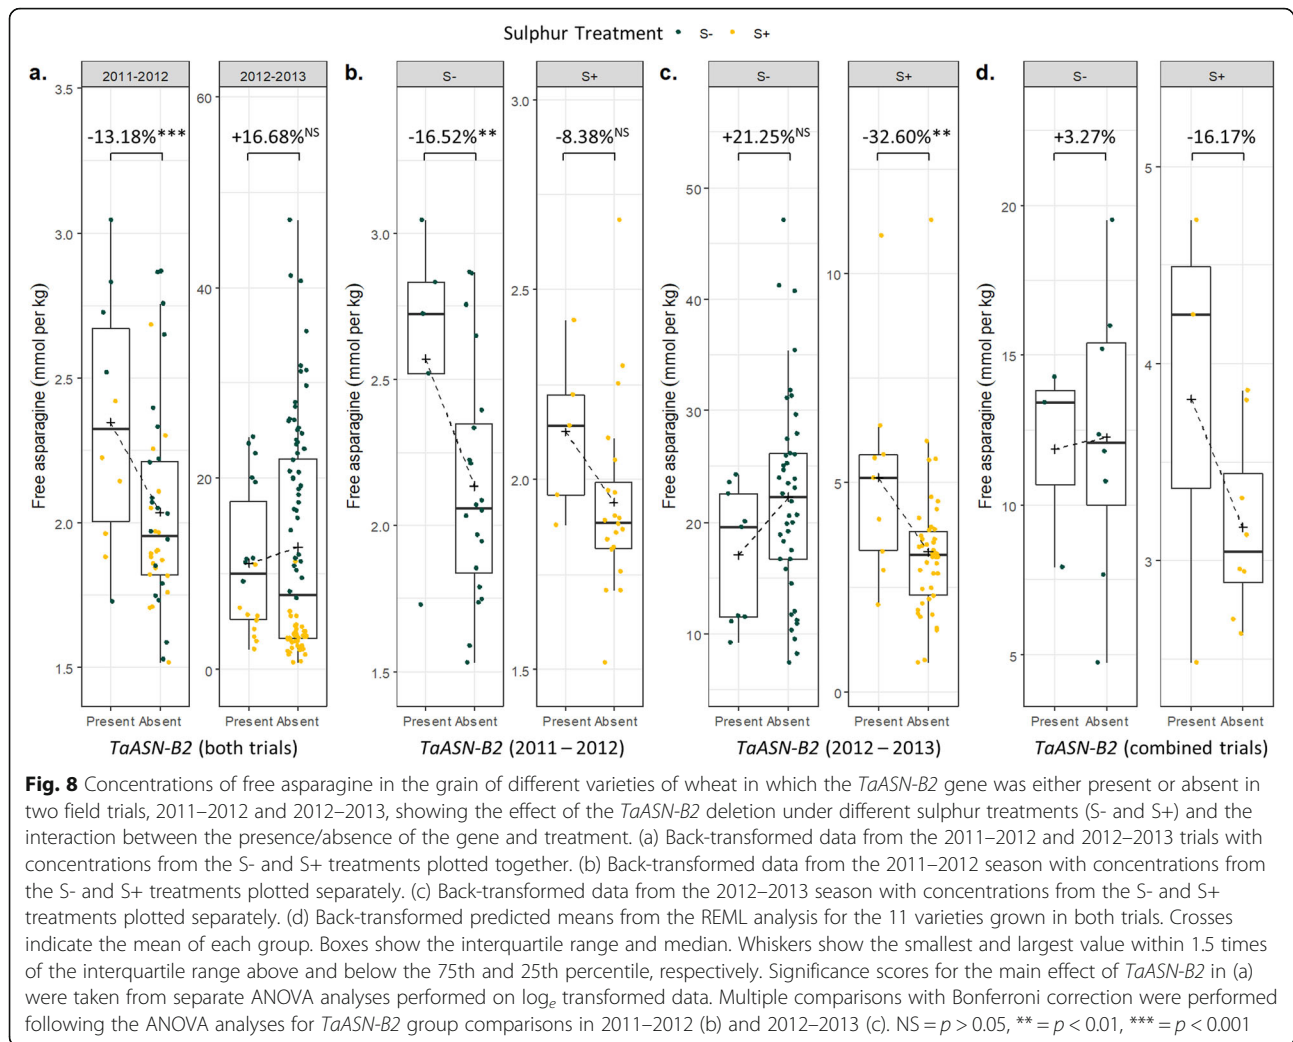 Sulphur Treatment S- S+
a. 2011-2012 2012-2013 b. S- S+ c. S- S+ d. S- S+
-13.18%*** +16.68%NS -16.52%** -8.38%NS +21.25%NS -32.60%** +3.27% -16.17%
Free asparagine (mmol per kg)
3.5
3.0
2.5
2.0
1.5
60
40
20
0
Free asparagine (mmol per kg)
3.0
2.5
2.0
1.5
3.0
2.5
2.0
1.5
Free asparagine (mmol per kg)
50
40
30
20
10
10
5
0
Free asparagine (mmol per kg)
20
15
10
5
5
4
3
Present Absent Present Absent Present Absent Present Absent Present Absent Present Absent Present Absent Present Absent
TaASN-B2 (both trials) TaASN-B2 (2011–2012) TaASN-B2 (2012–2013) TaASN-B2 (combined trials)
Fig. 8 Concentrations of free asparagine in the grain of different varieties of wheat in which the TaASN-B2 gene was either present or absent in
two field trials, 2011–2012 and 2012–2013, showing the effect of the TaASN-B2 deletion under different sulphur treatments (S- and S+) and the
interaction between the presence/absence of the gene and treatment. (a) Back-transformed data from the 2011–2012 and 2012–2013 trials with
concentrations from the S- and S+ treatments plotted together. (b) Back-transformed data from the 2011–2012 season with concentrations from
the S- and S+ treatments plotted separately. (c) Back-transformed data from the 2012–2013 season with concentrations from the S- and S+
treatments plotted separately. (d) Back-transformed predicted means from the REML analysis for the 11 varieties grown in both trials. Crosses
indicate the mean of each group. Boxes show the interquartile range and median. Whiskers show the smallest and largest value within 1.5 times
of the interquartile range above and below the 75th and 25th percentile, respectively. Significance scores for the main effect of TaASN-B2 in (a)
were taken from separate ANOVA analyses performed on loge transformed data. Multiple comparisons with Bonferroni correction were performed
following the ANOVA analyses for TaASN-B2 group comparisons in 2011–2012 (b) and 2012–2013 (c). NS = p > 0.05, ** = p < 0.01, *** = p < 0.001